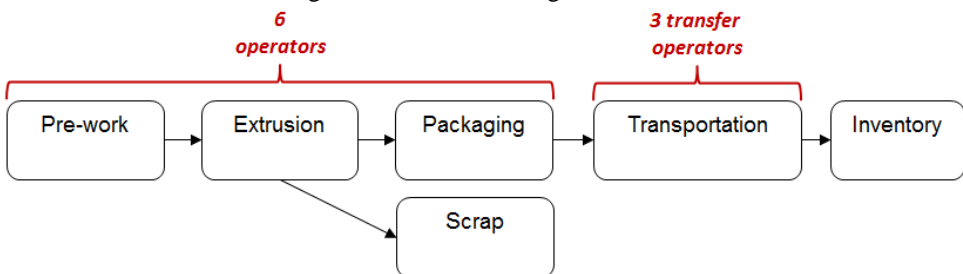 6
operators
3 transfer
operators
Pre-work
Extrusion
Packaging
Transportation
Inventory
Scrap